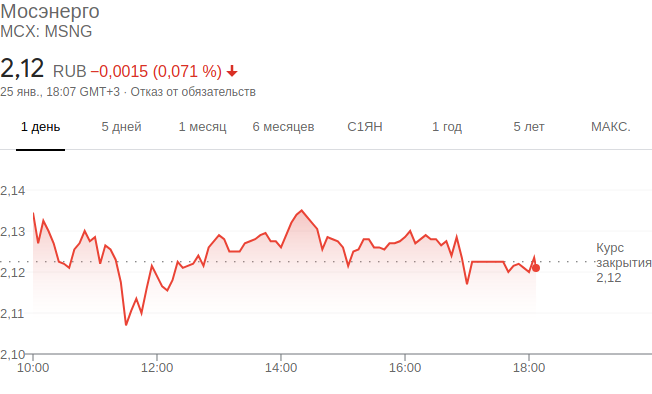 Мосэнерго
MCX: MSNG
2,12 RUB −0,0015 (0,071 %)
25 янв., 18:07 GMT+3 · Отказ от обязательств
1 день 5 дней 1 месяц 6 месяцев С1ЯН 1 год 5 лет МАКС.
2,14
2,13
Курс
закрытия
2,12
2,12
2,11
2,10
10:00 12:00 14:00 16:00 18:00